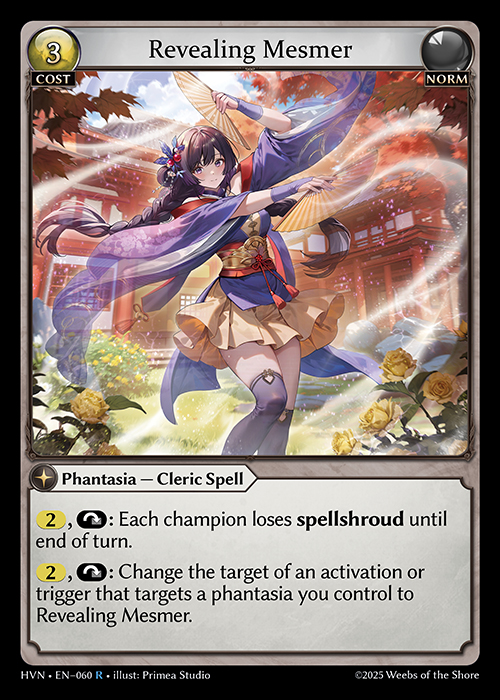 3
Revealing Mesmer
COST
NORM
Phantasia — Cleric Spell
2, : Each champion loses spellshroud until
end of turn.
2, : Change the target of an activation or
trigger that targets a phantasia you control to
Revealing Mesmer.
HVN • EN–060 R • illust: Primea Studio
©2025 Weebs of the Shore